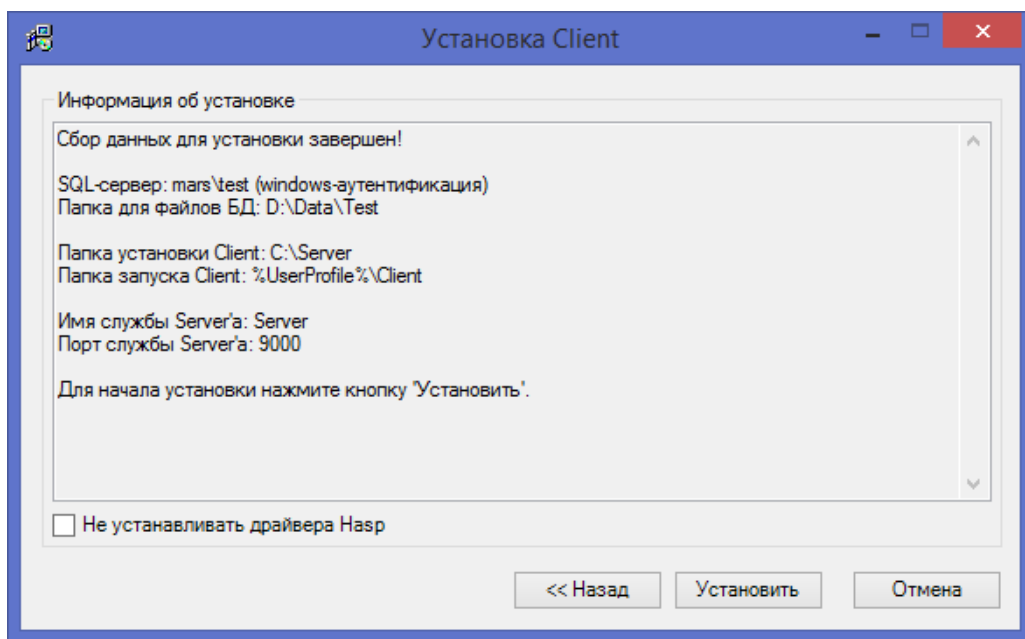 Установка Client
Информация об установке
Сбор данных для установки завершен!
SQL-сервер: mars\test (windows-аутентификация)
Папка для файлов БД: D:\Data\Test
Папка установки Client: C:\Server
Папка запуска Client: %UserProfile%\Client
Имя службы Server'а: Server
Порт службы Server'а: 9000
Для начала установки нажмите кнопку 'Установить'.
Не устанавливать драйвера Hasp
<< Назад
Установить
Отмена